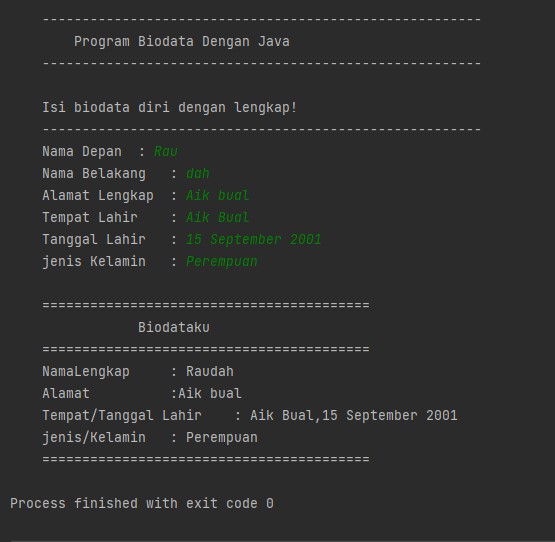 -------------------------------------------------------
Program Biodata Dengan Java
-------------------------------------------------------
Isi biodata diri dengan lengkap!
-------------------------------------------------------
Nama Depan  : Rau
Nama Belakang   : dah
Alamat Lengkap  : Aik bual
Tempat Lahir    : Aik Bual
Tanggal Lahir   : 15 September 2001
jenis Kelamin   : Perempuan
=========================================
Biodataku
=========================================
NamaLengkap     : Raudah
Alamat          :Aik bual
Tempat/Tanggal Lahir    : Aik Bual,15 September 2001
jenis/Kelamin   : Perempuan
=========================================
Process finished with exit code 0